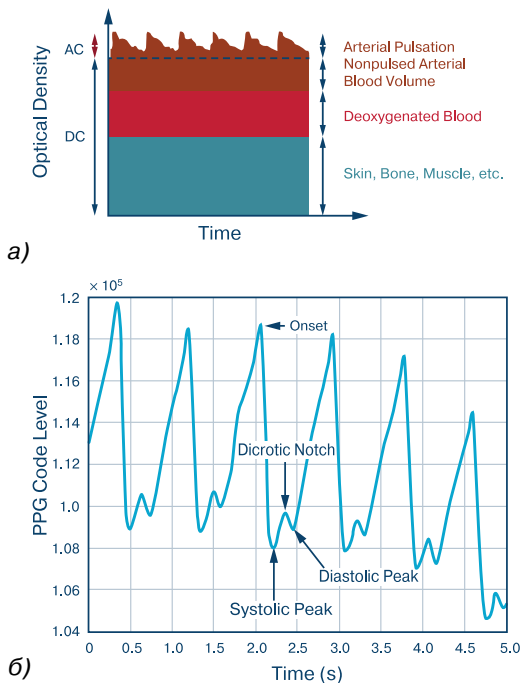 AC
DC
Optical Density
Time
Arterial Pulsation
Nonpulsed Arterial
Blood Volume
Deoxygenated Blood
Skin, Bone, Muscle, etc.
а)
× 10⁵
1.2
1.18
1.16
1.14
1.12
1.0
1.08
1.06
1.04
PPG Code Level
Onset
Dicrotic Notch
Diastolic Peak
Systolic Peak
0 0.5 1.0 1.5 2.0 2.5 3.0 3.5 4.0 4.5 5.0
Time (s)
б)